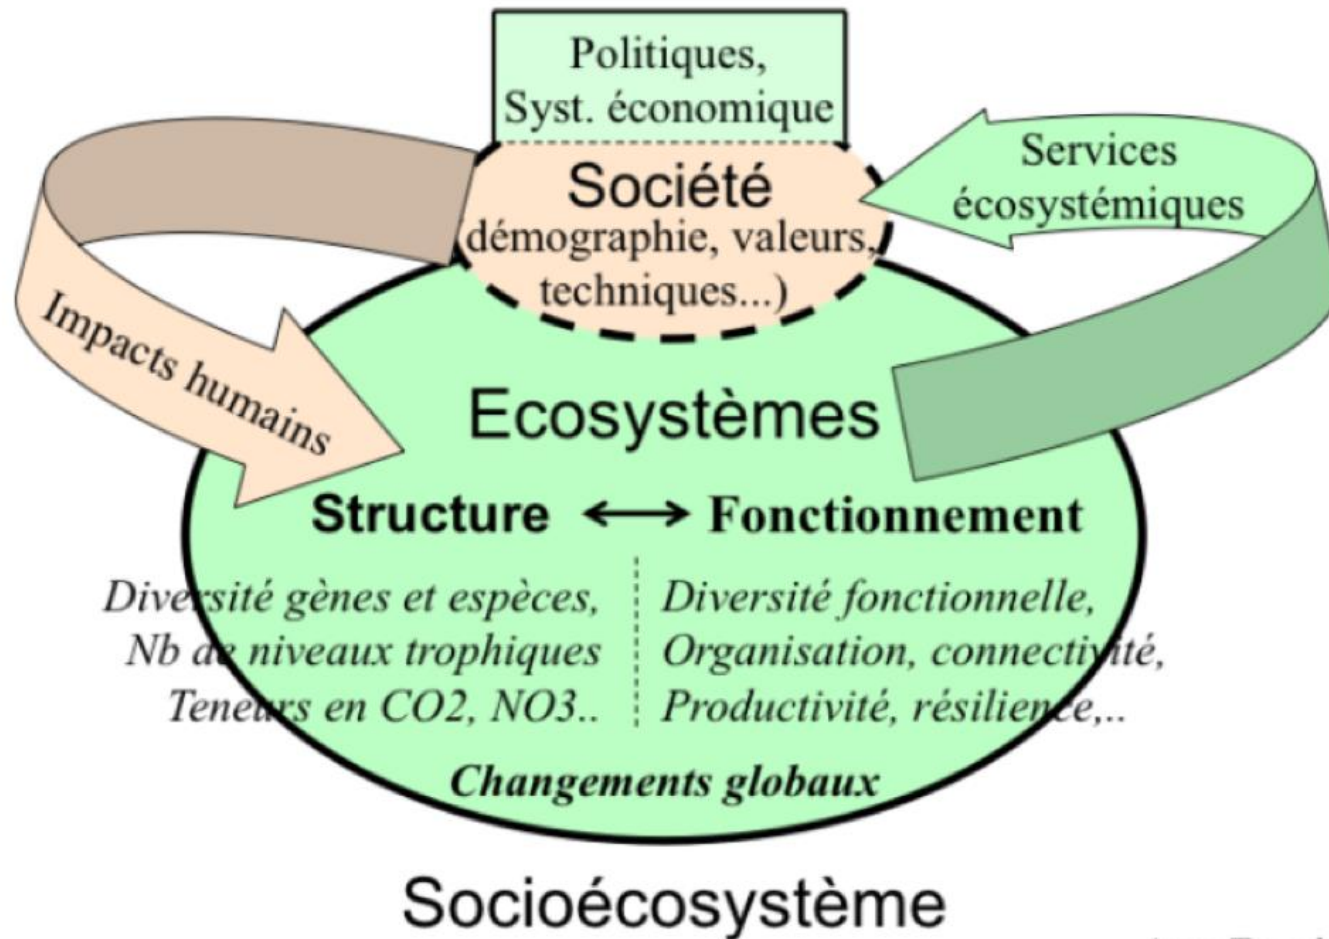 Politiques,
Syst. économique
Société
(démographie, valeurs,
techniques...)
Services
écosystémiques
Impacts humains
Ecosystèmes
Structure ↔ Fonctionnement
Diversité gènes et espèces,
Nb de niveaux trophiques
Teneurs en CO2, NO3..
Diversité fonctionnelle,
Organisation, connectivité,
Productivité, résilience,..
Changements globaux
Socioécosystème